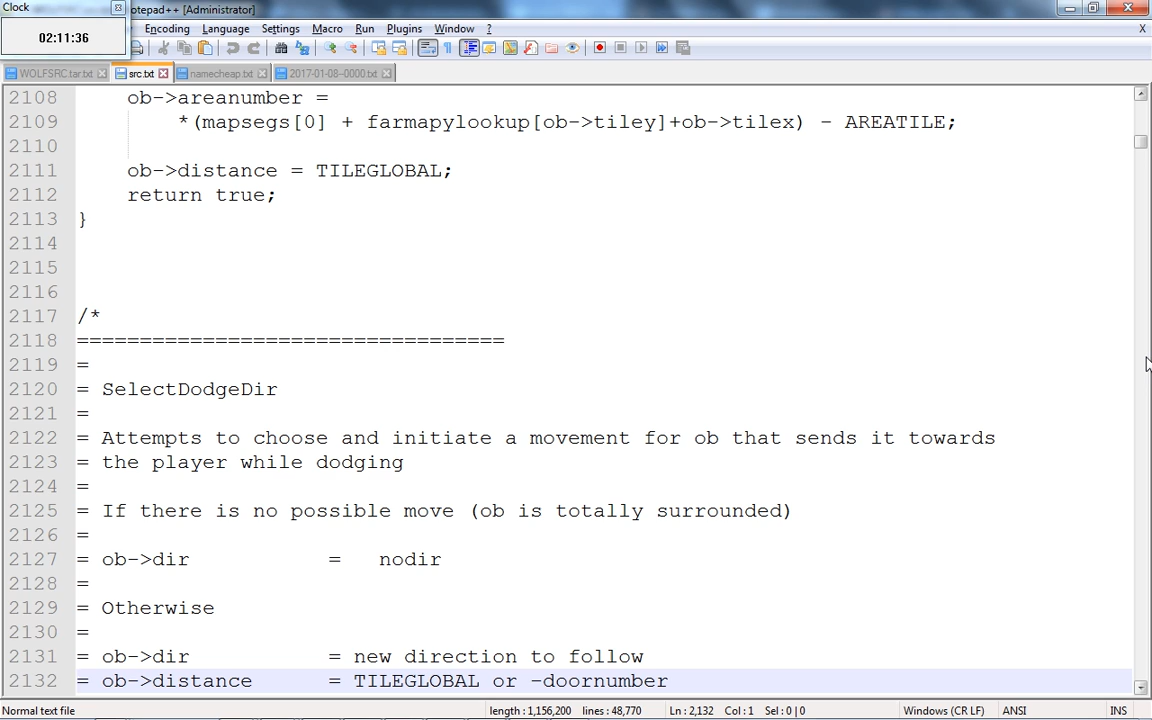 Clock
otepad++ [Administrator]
02:11:36
Encoding Language Settings Macro Run Plugins Window ?
X
WOLFSRC.tar.txt src.txt namecheap.txt 2017-01-08--0000.txt
2108 ob->areanumber =
2109 *(mapsegs[0] + farmapylookup[ob->tiley]+ob->tilex) - AREATILE;
2110
2111 ob->distance = TILEGLOBAL;
2112 return true;
2113 }
2114
2115
2116
2117 /*
2118 ==================================
2119 =
2120 = SelectDodgeDir
2121 =
2122 = Attempts to choose and initiate a movement for ob that sends it towards
2123 = the player while dodging
2124 =
2125 = If there is no possible move (ob is totally surrounded)
2126 =
2127 = ob->dir = nodir
2128 =
2129 = Otherwise
2130 =
2131 = ob->dir = new direction to follow
2132 = ob->distance = TILEGLOBAL or -doornumber
Normal text file length : 1,156,200 lines : 48,770 Ln : 2,132 Col : 1 Sel : 0 | 0 Windows (CR LF) ANSI INS